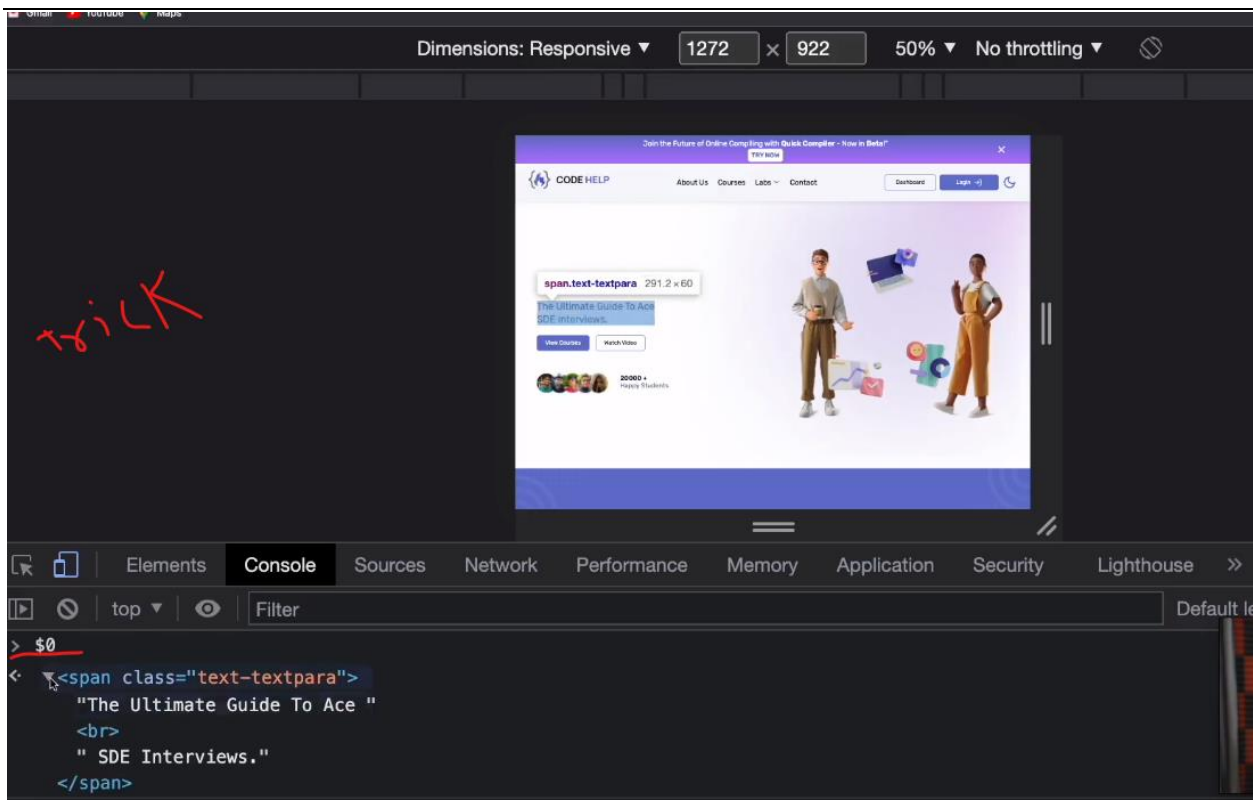 Gmail YouTube Maps
Dimensions: Responsive ▼ 1272 × 922 50% ▼ No throttling ▼
Join the Future of Online Compiling with Quick Compiler - Now in Beta!"
TRY NOW ×
CODE HELP About Us Courses Labs Contact Dashboard Login
span.text-textpara 291.2 × 60
The Ultimate Guide To Ace
SDE Interviews.
View Courses Watch Video
20000 +
Happy Students
trick
Elements Console Sources Network Performance Memory Application Security Lighthouse »
top ▼ Filter Default le
> $0
<span class="text-textpara">
"The Ultimate Guide To Ace "
<br>
" SDE Interviews."
</span>